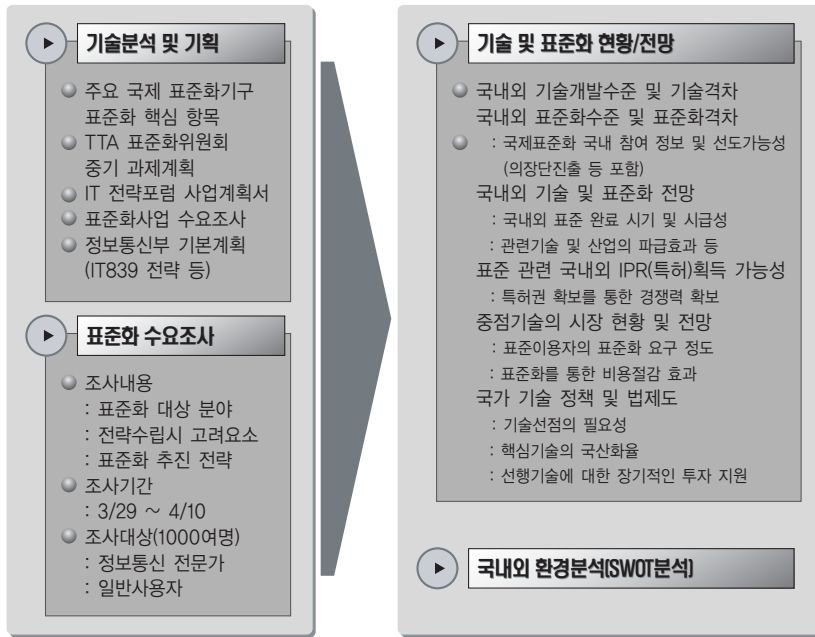 기술분석 및 기획
주요 국제 표준화기구
표준화 핵심 항목
TTA 표준화위원회
중기 과제계획
IT 전략포럼 사업계획서
표준화사업 수요조사
정보통신부 기본계획
(IT839 전략 등)
표준화 수요조사
조사내용
: 표준화 대상 분야
: 전략수립시 고려요소
: 표준화 추진 전략
조사기간
: 3/29 ~ 4/10
조사대상(1000여명)
: 정보통신 전문가
: 일반사용자
기술 및 표준화 현황/전망
국내외 기술개발수준 및 기술격차
국내외 표준화수준 및 표준화격차
: 국제표준화 국내 참여 정보 및 선도가능성
(의장단진출 등 포함)
국내외 기술 및 표준화 전망
: 국내외 표준 완료 시기 및 시급성
: 관련기술 및 산업의 파급효과 등
표준 관련 국내외 IPR(특허)획득 가능성
: 특허권 확보를 통한 경쟁력 확보
중점기술의 시장 현황 및 전망
: 표준이용자의 표준화 요구 정도
: 표준화를 통한 비용절감 효과
국가 기술 정책 및 법제도
: 기술선점의 필요성
: 핵심기술의 국산화율
: 선행기술에 대한 장기적인 투자 지원
국내외 환경분석(SWOT분석)